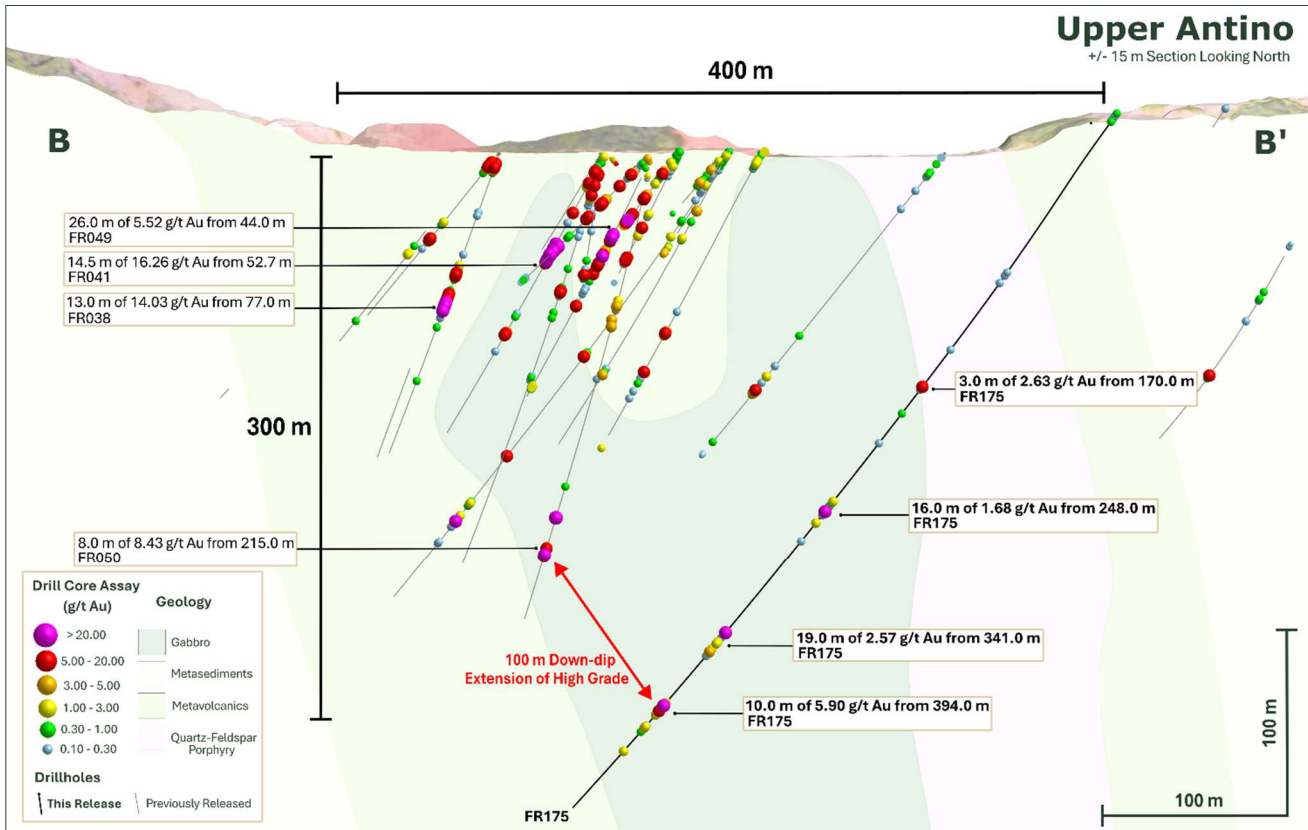 Upper Antino
+/- 15 m Section Looking North
400 m
B
B'
26.0 m of 5.52 g/t Au from 44.0 m
FR049
14.5 m of 16.26 g/t Au from 52.7 m
FR041
13.0 m of 14.03 g/t Au from 77.0 m
FR038
300 m
3.0 m of 2.63 g/t Au from 170.0 m
FR175
16.0 m of 1.68 g/t Au from 248.0 m
FR175
8.0 m of 8.43 g/t Au from 215.0 m
FR050
19.0 m of 2.57 g/t Au from 341.0 m
FR175
100 m Down-dip
Extension of High Grade
10.0 m of 5.90 g/t Au from 394.0 m
FR175
FR175
Drill Core Assay
(g/t Au)
> 20.00
5.00 - 20.00
3.00 - 5.00
1.00 - 3.00
0.30 - 1.00
0.10 - 0.30
Geology
Gabbro
Metasediments
Metavolcanics
Quartz-Feldspar
Porphyry
Drillholes
This Release
Previously Released
100 m
100 m